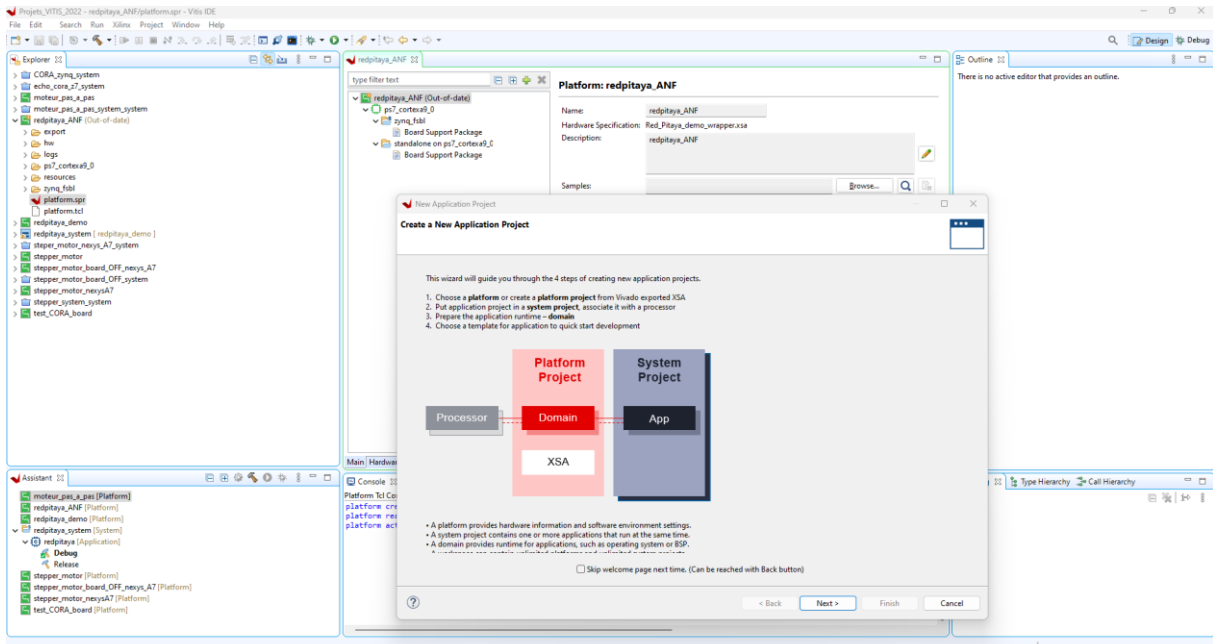 Projets_VITIS_2022 - redpitaya_ANF/platform.spr - Vitis IDE
File Edit Search Run Xilinx Project Window Help
Design Debug
Explorer
CORA_zynq_system
echo_cora_z7_system
moteur_pas_a_pas
moteur_pas_a_pas_system_system
redpitaya_ANF (Out-of-date)
export
hw
logs
ps7_cortexa9_0
resources
zynq_fsbl
platform.spr
platform.tcl
redpitaya_demo
redpitaya_system [ redpitaya_demo ]
steper_motor_nexys_A7_system
stepper_motor
stepper_motor_board_OFF_nexys_A7
stepper_motor_board_OFF_system
stepper_motor_nexysA7
stepper_system_system
test_CORA_board
redpitaya_ANF
type filter text
redpitaya_ANF (Out-of-date)
ps7_cortexa9_0
zynq_fsbl
Board Support Package
standalone on ps7_cortexa9_0
Board Support Package
Platform: redpitaya_ANF
Name: redpitaya_ANF
Hardware Specification: Red_Pitaya_demo_wrapper.xsa
Description: redpitaya_ANF
Samples: Browse...
Outline
There is no active editor that provides an outline.
New Application Project
Create a New Application Project
This wizard will guide you through the 4 steps of creating new application projects.
1. Choose a platform or create a platform project from Vivado exported XSA
2. Put application project in a system project, associate it with a processor
3. Prepare the application runtime – domain
4. Choose a template for application to quick start development
Platform Project
System Project
Processor
Domain
App
XSA
• A platform provides hardware information and software environment settings.
• A system project contains one or more applications that run at the same time.
• A domain provides runtime for applications, such as operating system or BSP.
Skip welcome page next time. (Can be reached with Back button)
< Back Next > Finish Cancel
Main Hardwa
Assistant
moteur_pas_a_pas [Platform]
redpitaya_ANF [Platform]
redpitaya_demo [Platform]
redpitaya_system [System]
redpitaya [Application]
Debug
Release
stepper_motor [Platform]
stepper_motor_board_OFF_nexys_A7 [Platform]
stepper_motor_nexysA7 [Platform]
test_CORA_board [Platform]
Console
Platform Tcl Co
platform cre
platform rea
platform act
Type Hierarchy Call Hierarchy